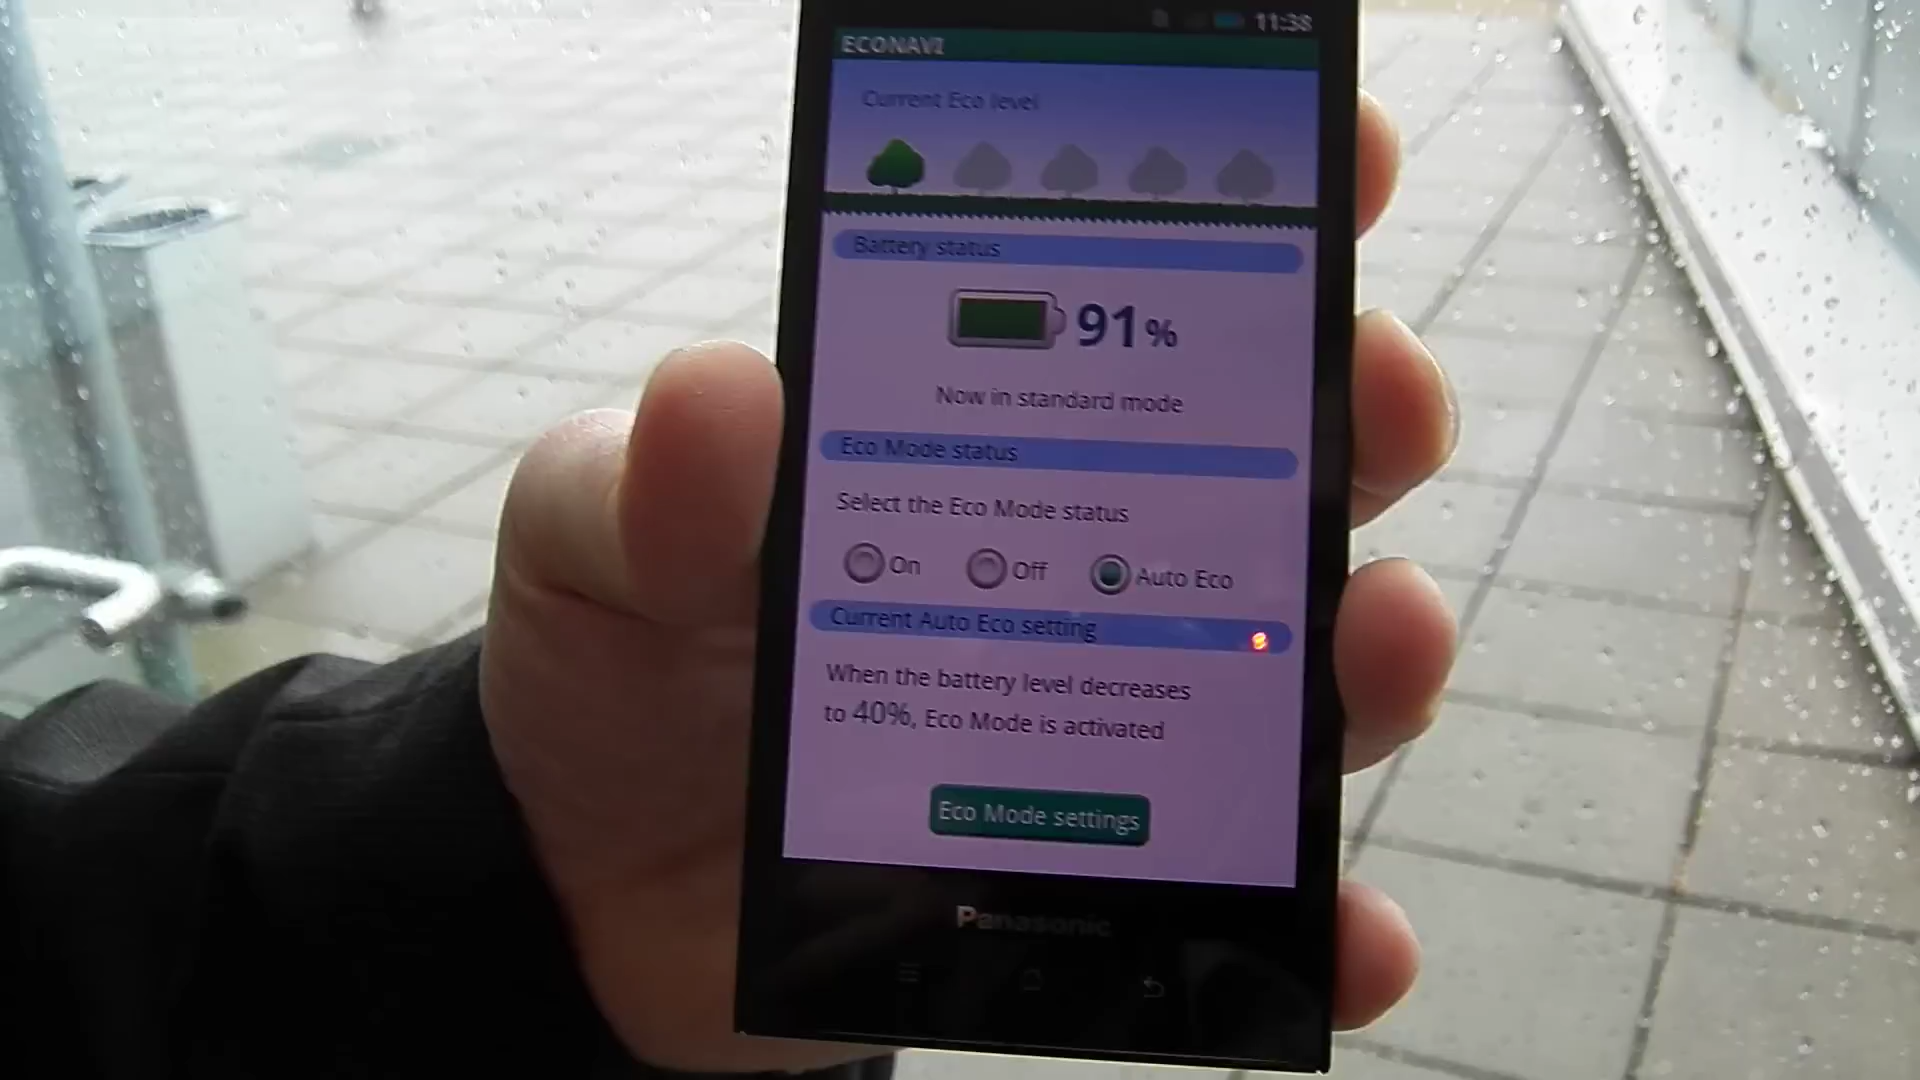 11:38
ECONAVI
Current Eco level
Battery status
91%
Now in standard mode
Eco Mode status
Select the Eco Mode status
On Off Auto Eco
Current Auto Eco setting
When the battery level decreases
to 40%, Eco Mode is activated
Eco Mode settings
Panasonic